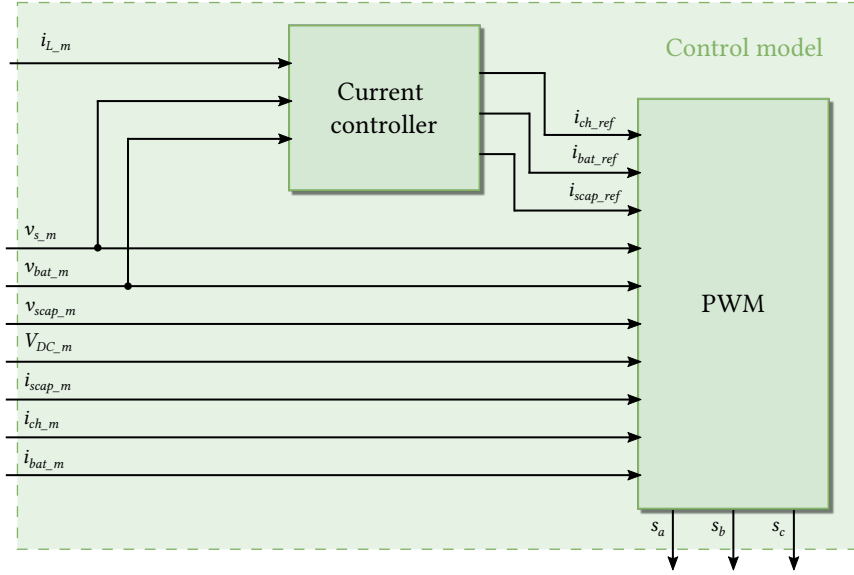 i_L_m
Control model
Current
controller
i_ch_ref
i_bat_ref
i_scap_ref
v_s_m
v_bat_m
v_scap_m
V_DC_m
i_scap_m
i_ch_m
i_bat_m
PWM
s_a
s_b
s_c